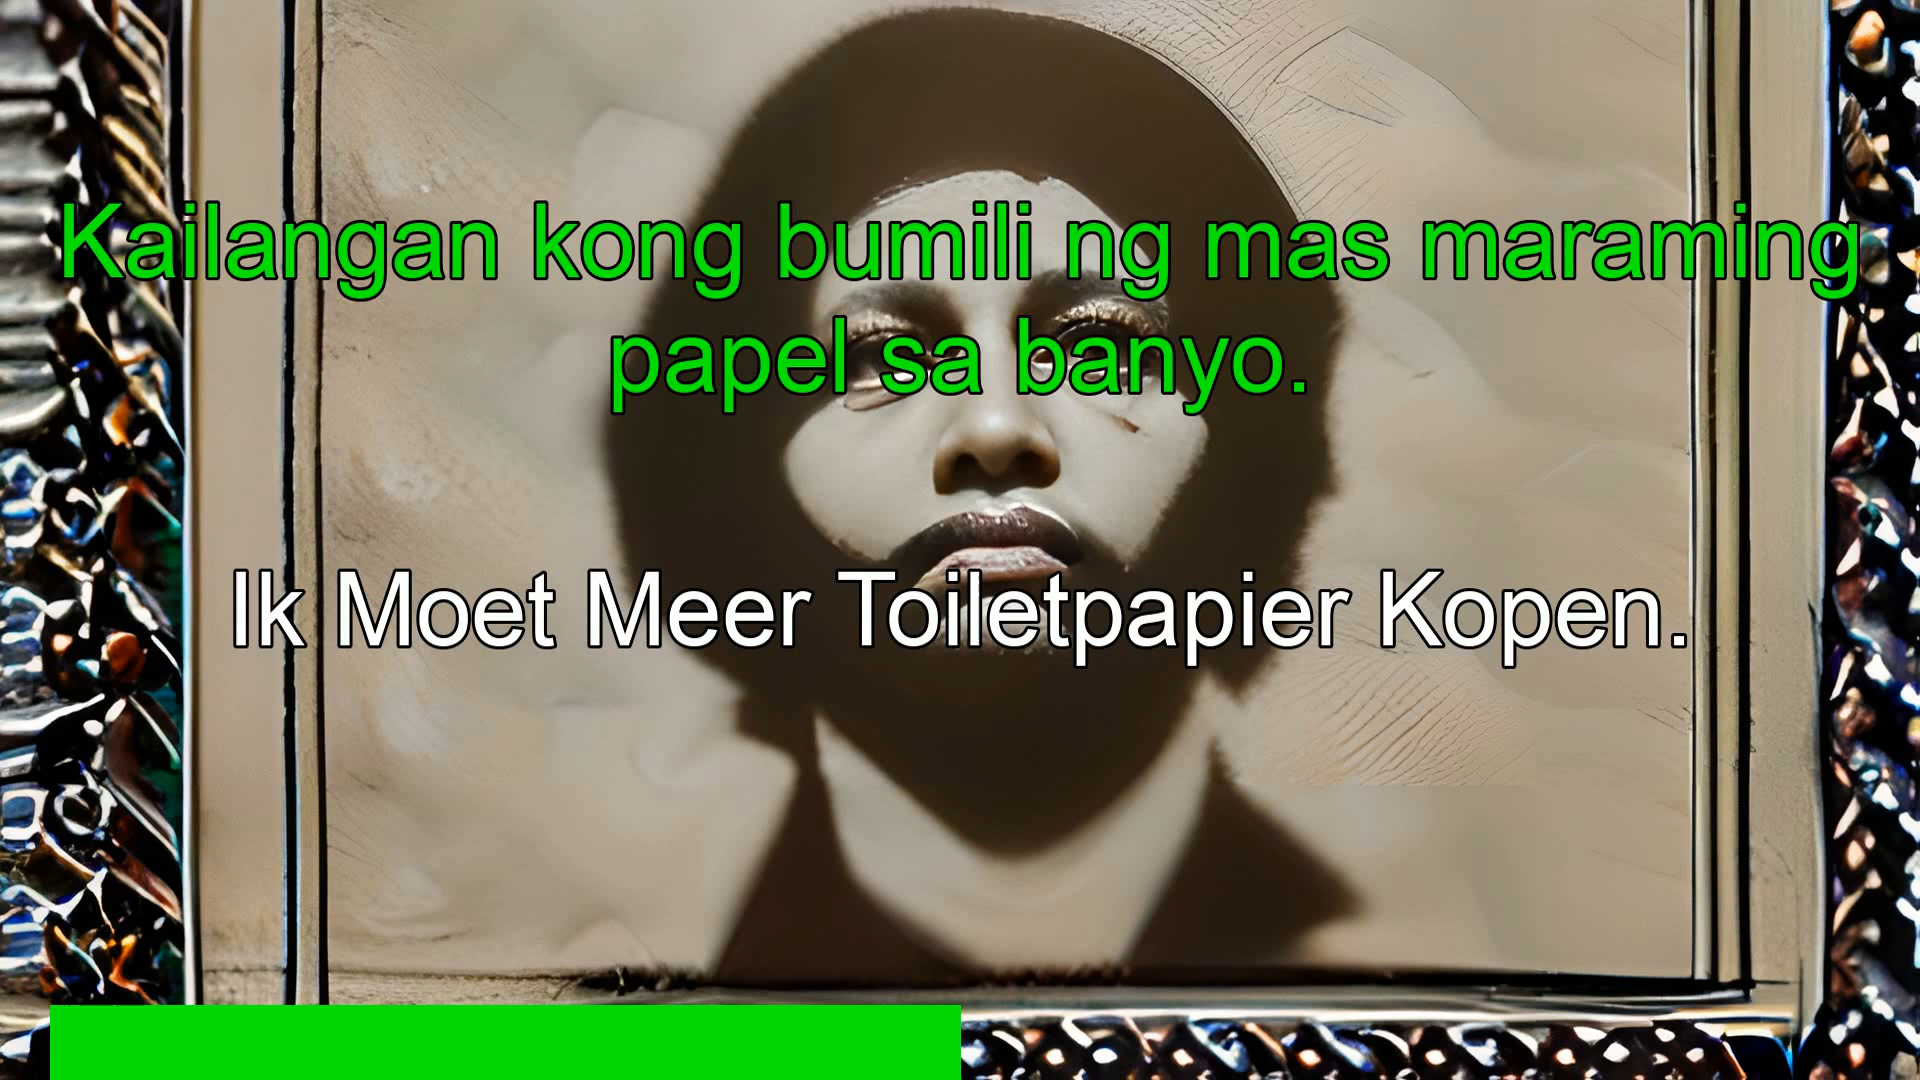 Kailangan kong bumili ng mas maraming
papel sa banyo.
Ik Moet Meer Toiletpapier Kopen.